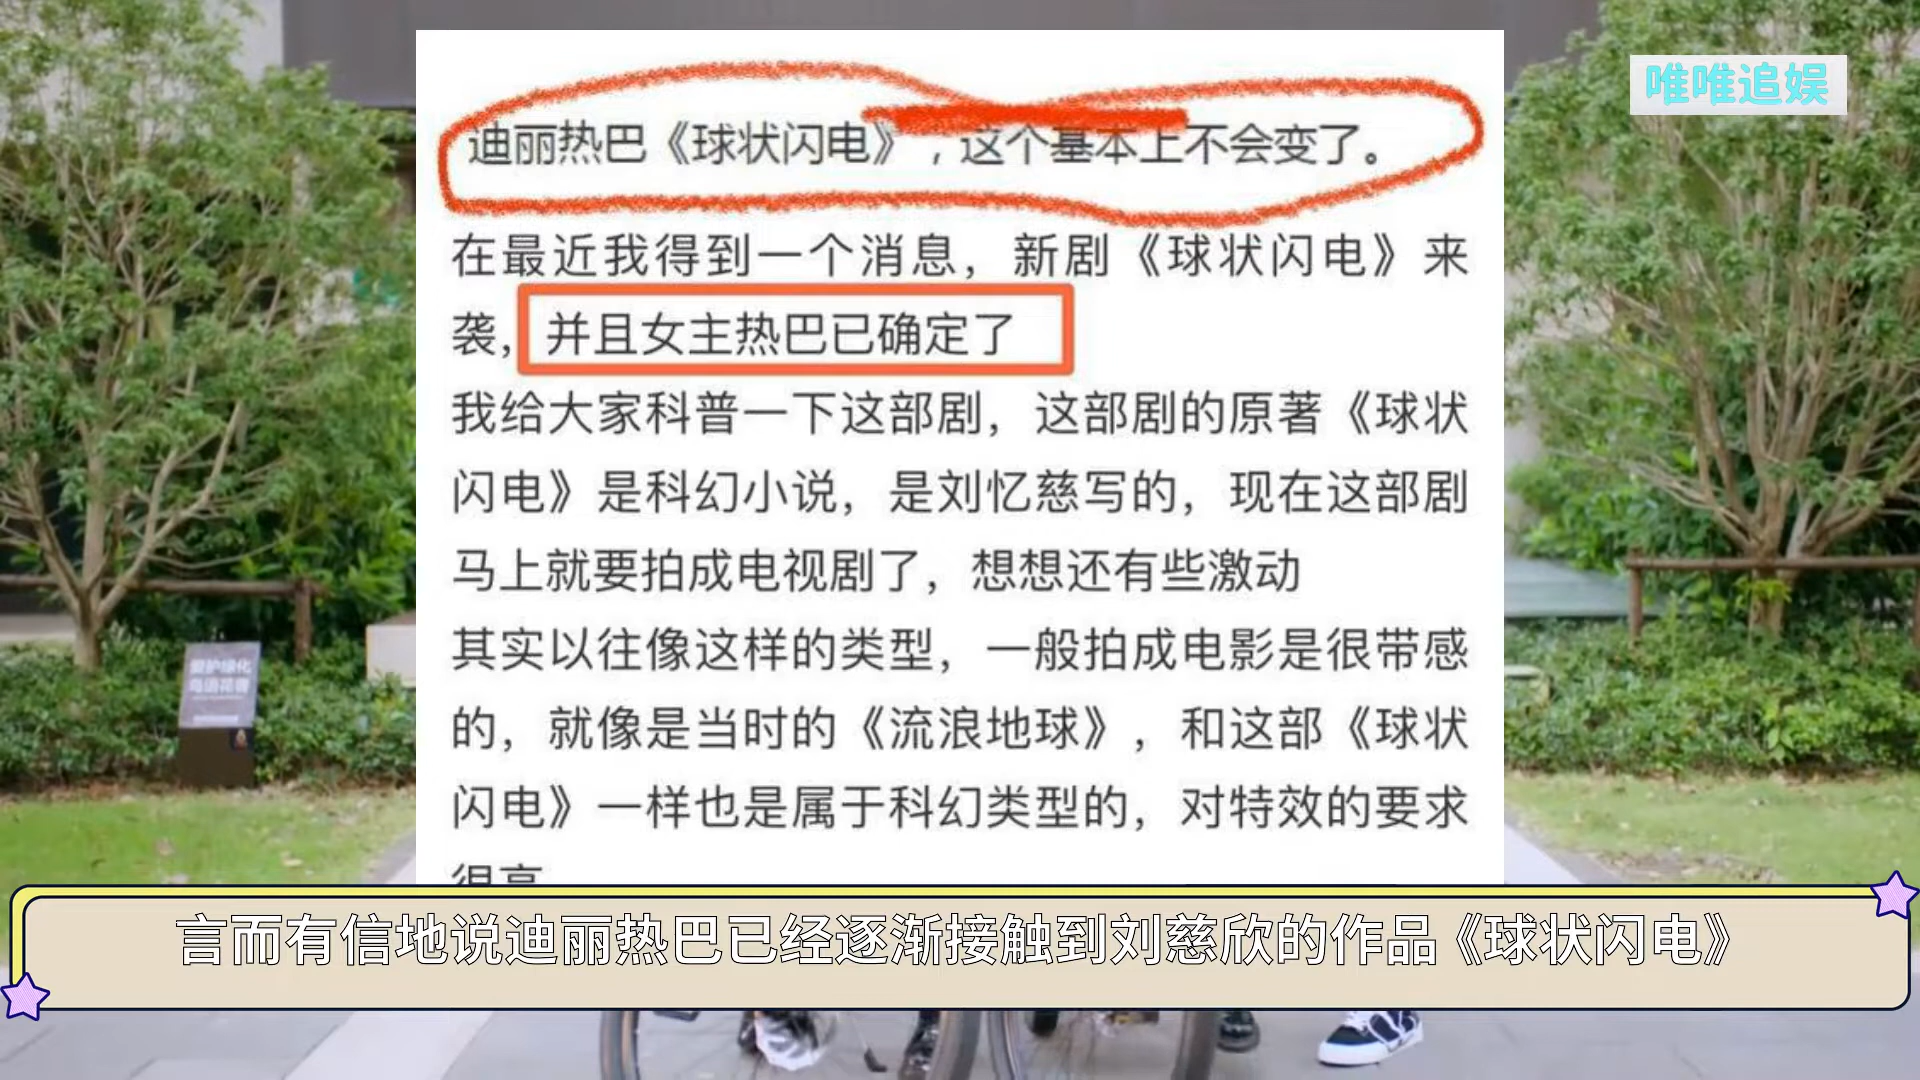 唯唯追娱
迪丽热巴《球状闪电》，这个基本上不会变了。
在最近我得到一个消息，新剧《球状闪电》来
袭，并且女主热巴已确定了
我给大家科普一下这部剧，这部剧的原著《球状
闪电》是科幻小说，是刘忆慈写的，现在这部剧
马上就要拍成电视剧了，想想还有些激动
其实以往像这样的类型，一般拍成电影是很带感
的，就像是当时的《流浪地球》，和这部《球状
闪电》一样也是属于科幻类型的，对特效的要求
很高
言而有信地说迪丽热巴已经逐渐接触到刘慈欣的作品《球状闪电》